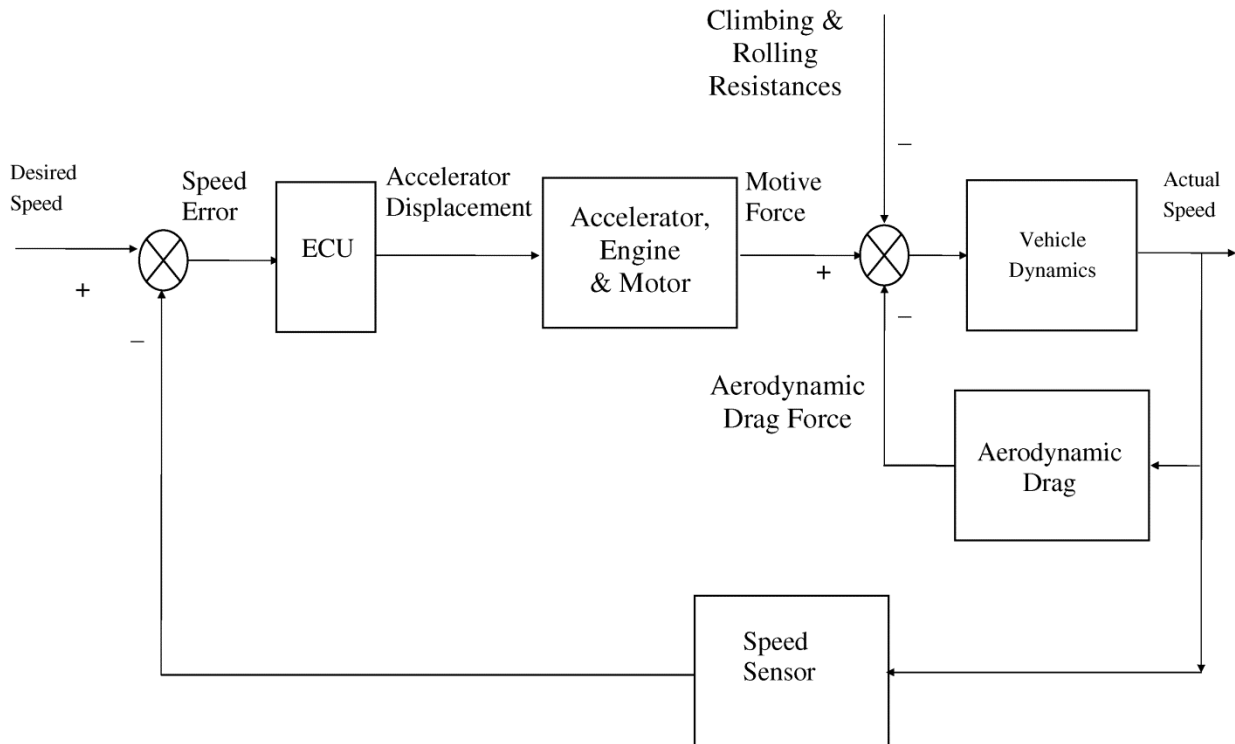 Climbing &
Rolling
Resistances
–
Desired
Speed
Speed
Error
Accelerator
Displacement
Motive
Force
Actual
Speed
ECU
Accelerator,
Engine
& Motor
Vehicle
Dynamics
+
+
–
–
Aerodynamic
Drag Force
Aerodynamic
Drag
Speed
Sensor